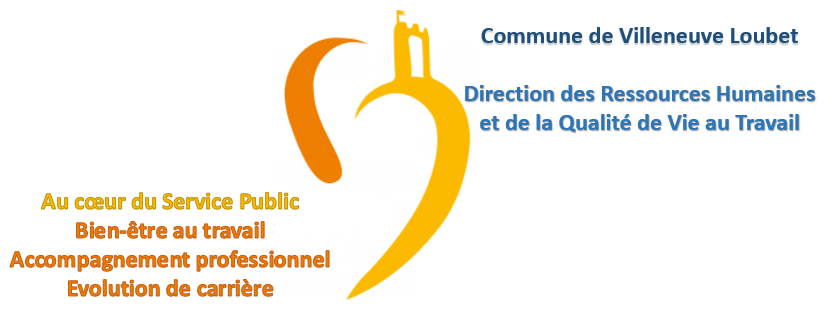 Commune de Villeneuve Loubet
Direction des Ressources Humaines
et de la Qualité de Vie au Travail
Au cœur du Service Public
Bien-être au travail
Accompagnement professionnel
Evolution de carrière